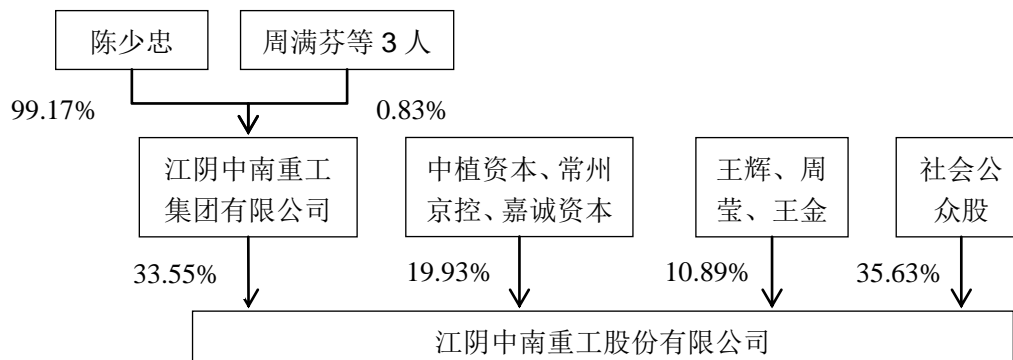 陈少忠
周满芬等 3 人
99.17%
0.83%
江阴中南重工
集团有限公司
中植资本、常州
京控、嘉诚资本
王辉、周
莹、王金
社会公
众股
33.55%
19.93%
10.89%
35.63%
江阴中南重工股份有限公司